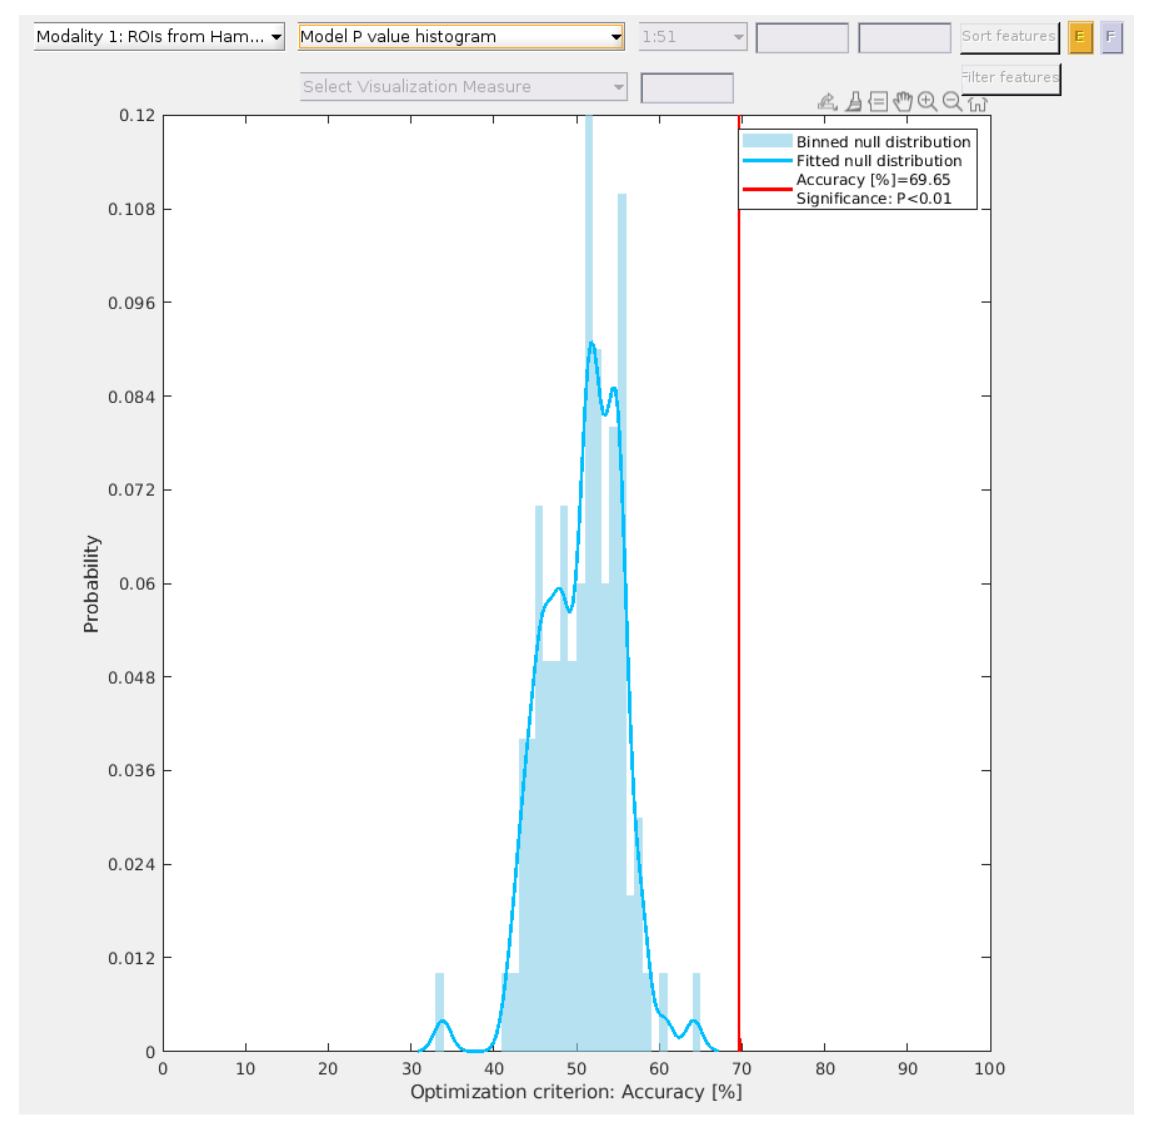 Modality 1: ROIs from Ham...
Model P value histogram
1:51
Sort features
E
F
Select Visualization Measure
Filter features
Binned null distribution
Fitted null distribution
Accuracy [%]=69.65
Significance: P<0.01
0.12
0.108
0.096
0.084
0.072
0.06
0.048
0.036
0.024
0.012
0
Probability
0 10 20 30 40 50 60 70 80 90 100
Optimization criterion: Accuracy [%]